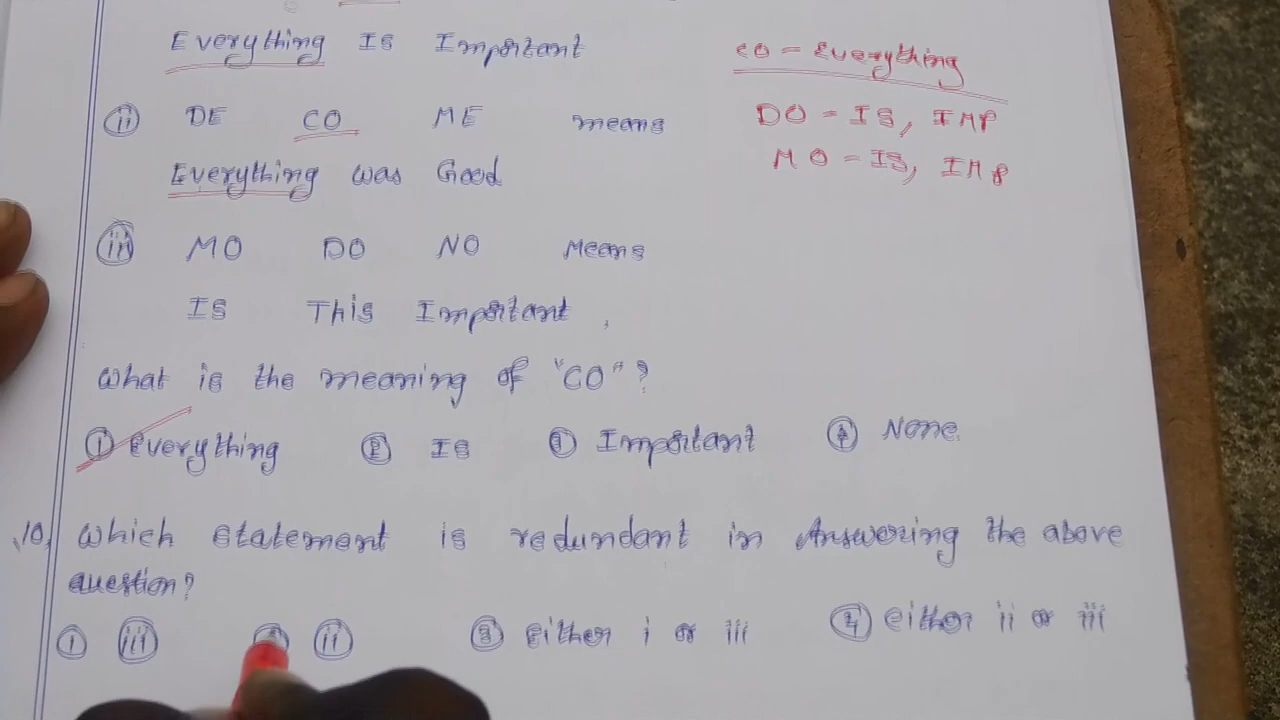 Everything Is Important
CO = Everything
(ii) DE CO ME means
DO = IS, IMP
Everything was Good
MO = IS, IMP
(iii) MO DO NO Means
Is This Important,
What is the meaning of "CO"?
① Everything ② Is ③ Important ④ None.
10. Which statement is redundant in Answering the above
question?
① (iii) (ii) ③ Either i or iii ④ either ii or iii